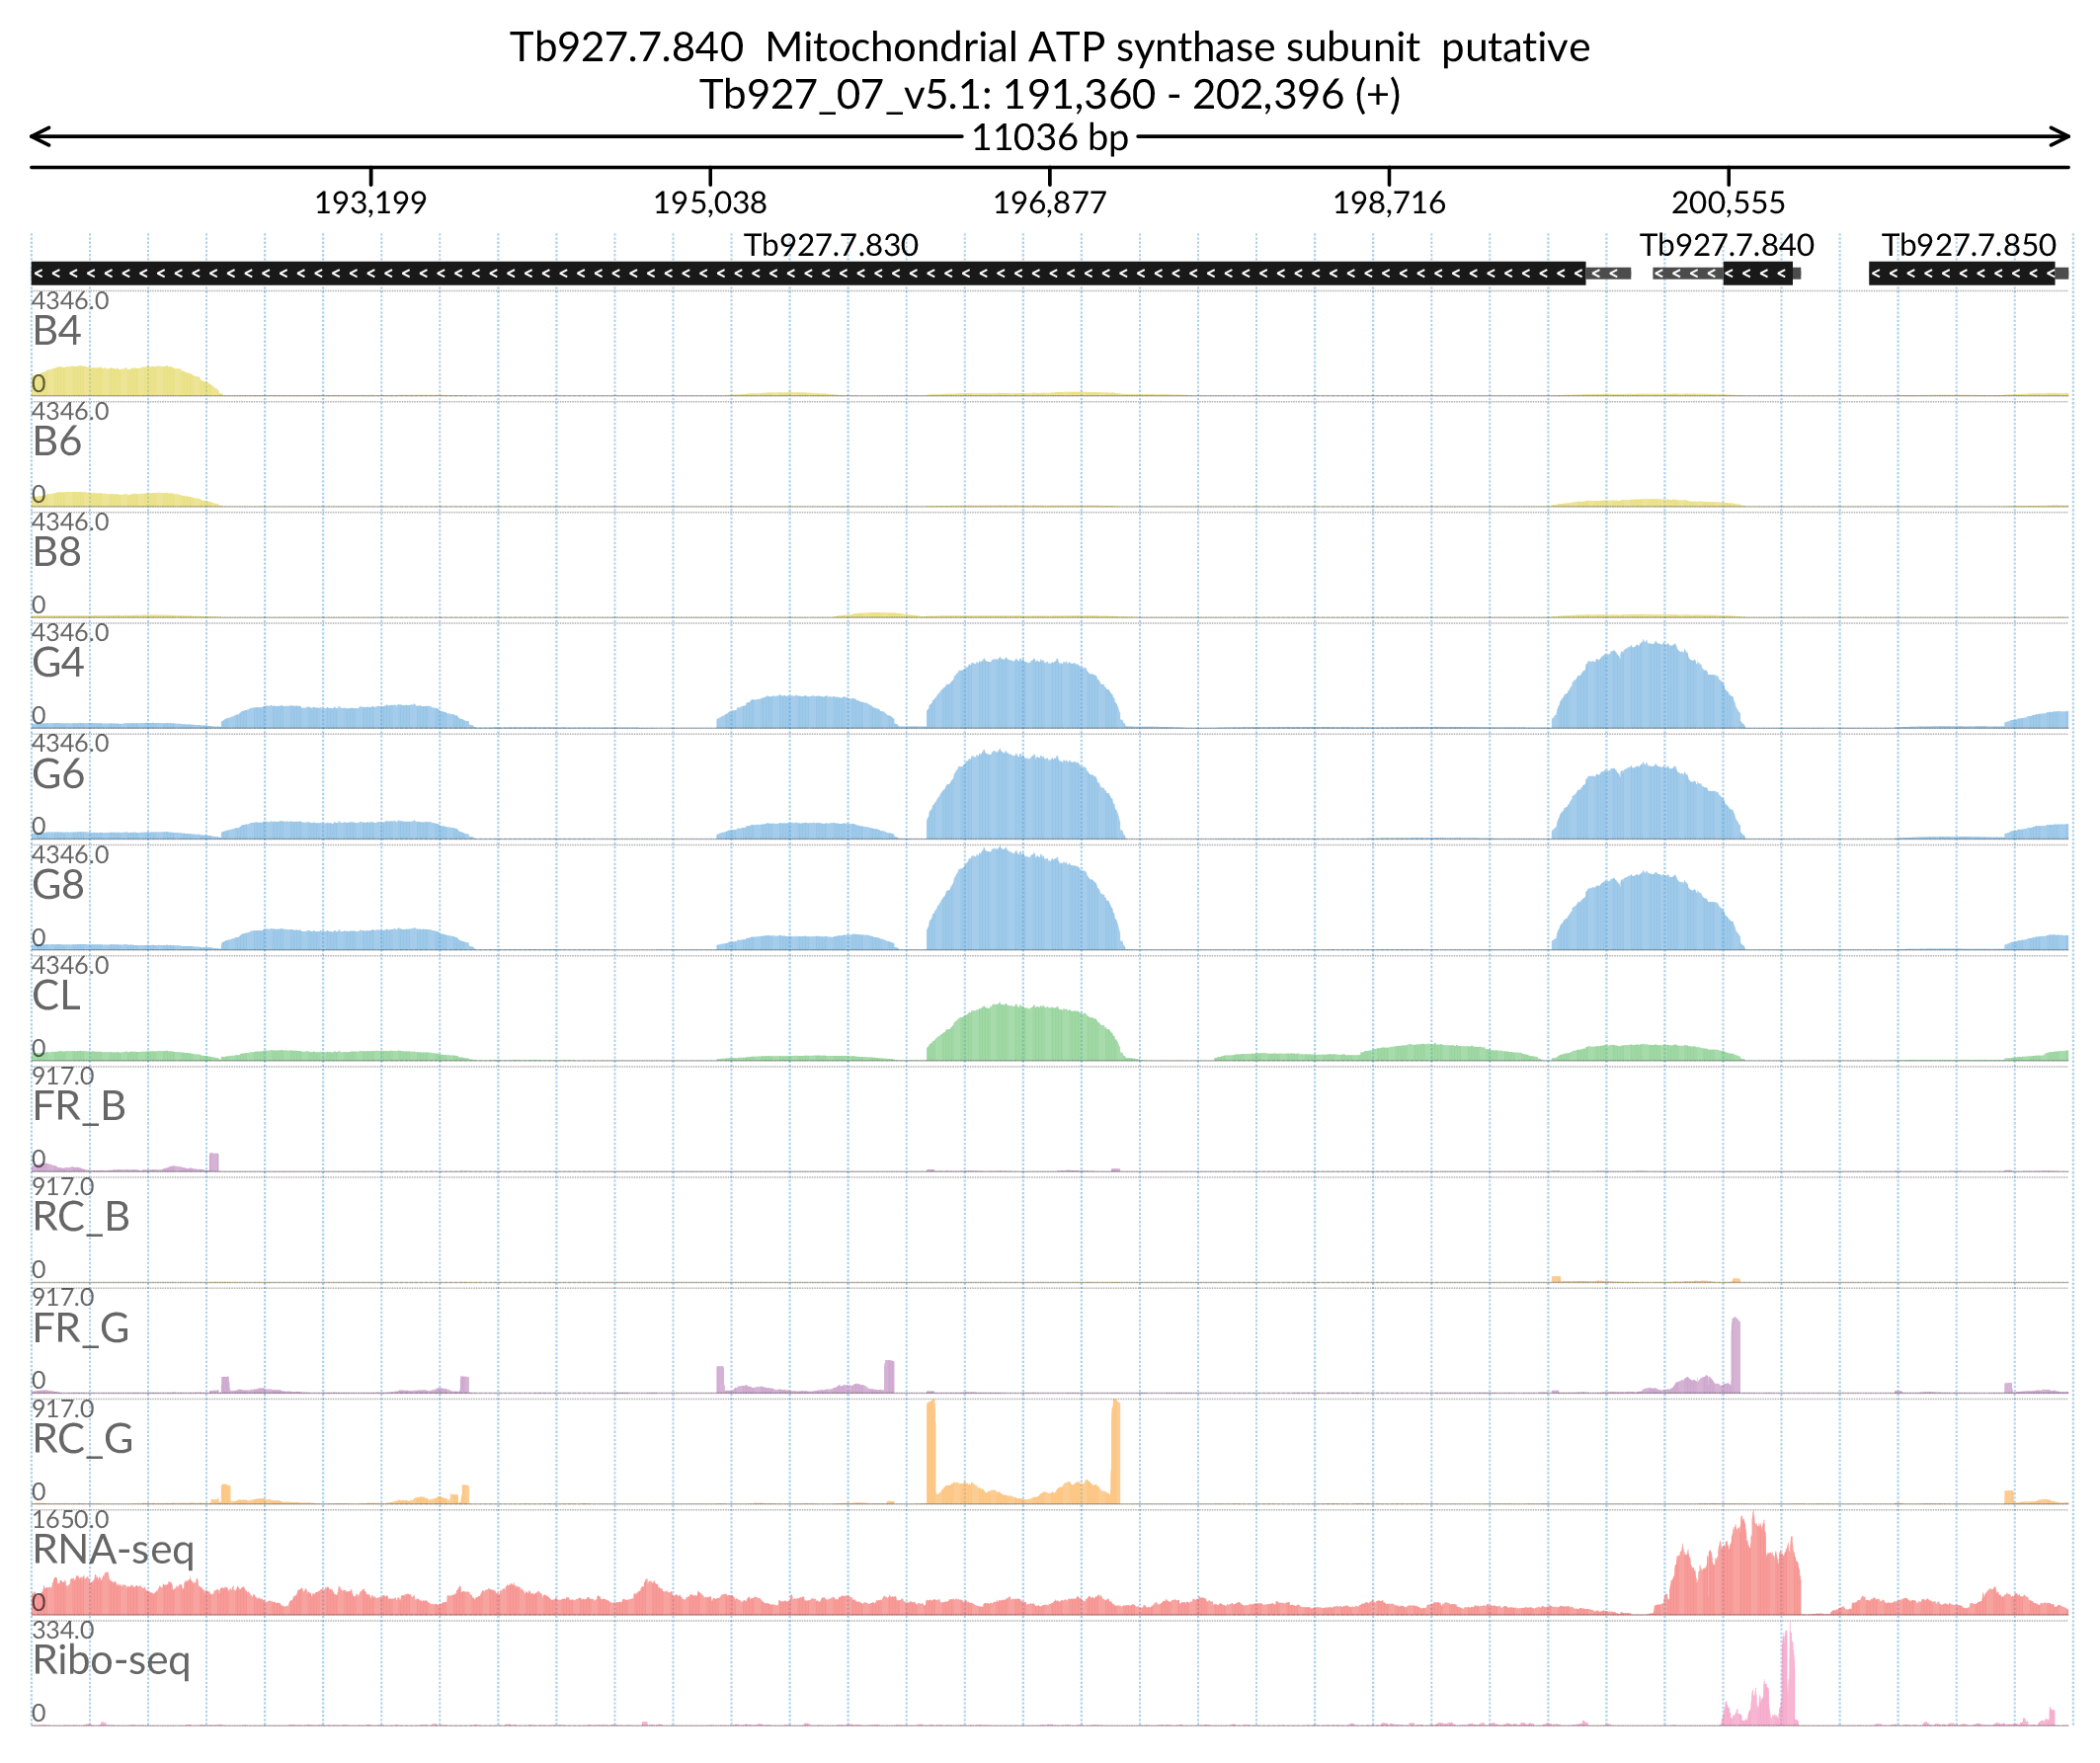 Tb927.7.840  Mitochondrial ATP synthase subunit  putative
Tb927_07_v5.1: 191,360 - 202,396 (+)
11036 bp
193,199 195,038 196,877 198,716 200,555
Tb927.7.830 Tb927.7.840 Tb927.7.850
4346.0
B4
0
4346.0
B6
0
4346.0
B8
0
4346.0
G4
0
4346.0
G6
0
4346.0
G8
0
4346.0
CL
0
917.0
FR_B
0
917.0
RC_B
0
917.0
FR_G
0
917.0
RC_G
0
1650.0
RNA-seq
0
334.0
Ribo-seq
0